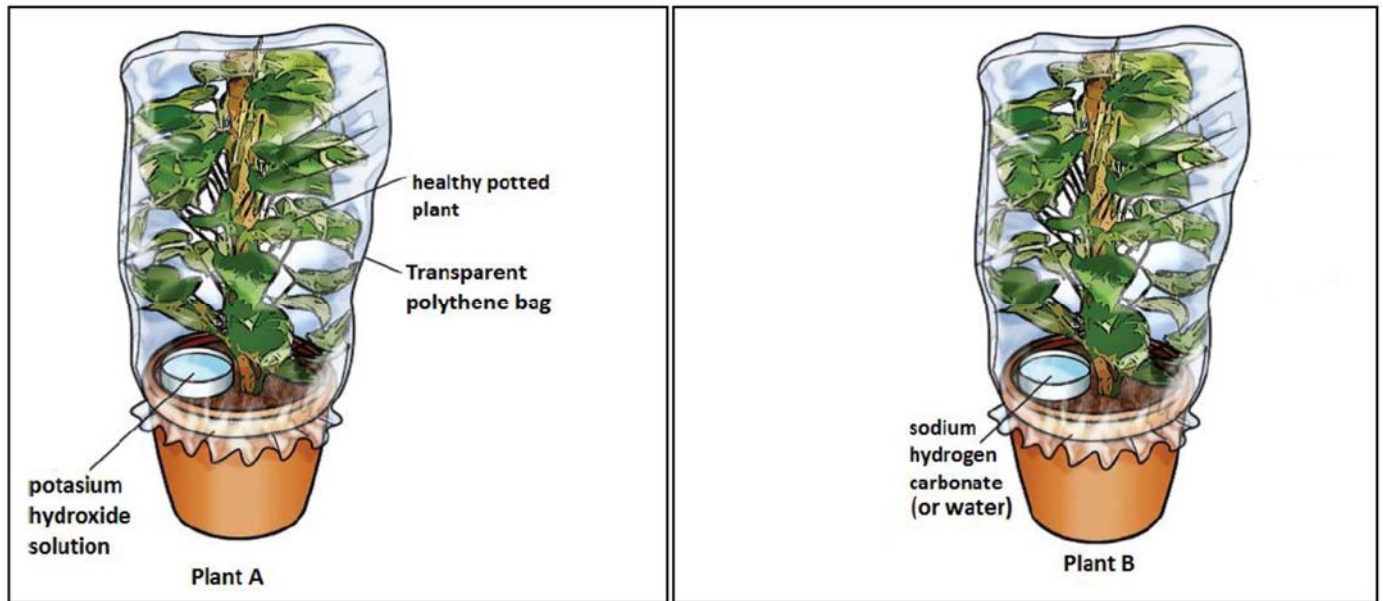 healthy potted
plant
Transparent
polythene bag
potasium
hydroxide
solution
Plant A
sodium
hydrogen
carbonate
(or water)
Plant B